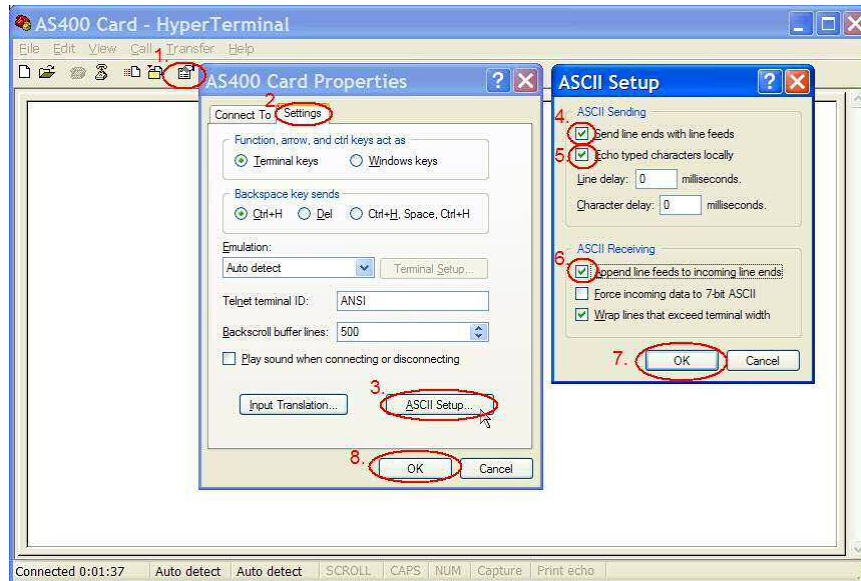 AS400 Card - HyperTerminal
File Edit View Call Transfer Help
1.
AS400 Card Properties
2.
Connect To Settings
Function, arrow, and ctrl keys act as
Terminal keys Windows keys
Backspace key sends
Ctrl+H Del Ctrl+H, Space, Ctrl+H
Emulation:
Auto detect Terminal Setup...
Telnet terminal ID: ANSI
Backscroll buffer lines: 500
Play sound when connecting or disconnecting
3.
Input Translation... ASCII Setup...
8.
OK Cancel
ASCII Setup
ASCII Sending
4.
Send line ends with line feeds
5.
Echo typed characters locally
Line delay: 0 milliseconds.
Character delay: 0 milliseconds.
ASCII Receiving
6.
Append line feeds to incoming line ends
Force incoming data to 7-bit ASCII
Wrap lines that exceed terminal width
7.
OK Cancel
Connected 0:01:37 Auto detect Auto detect SCROLL CAPS NUM Capture Print echo